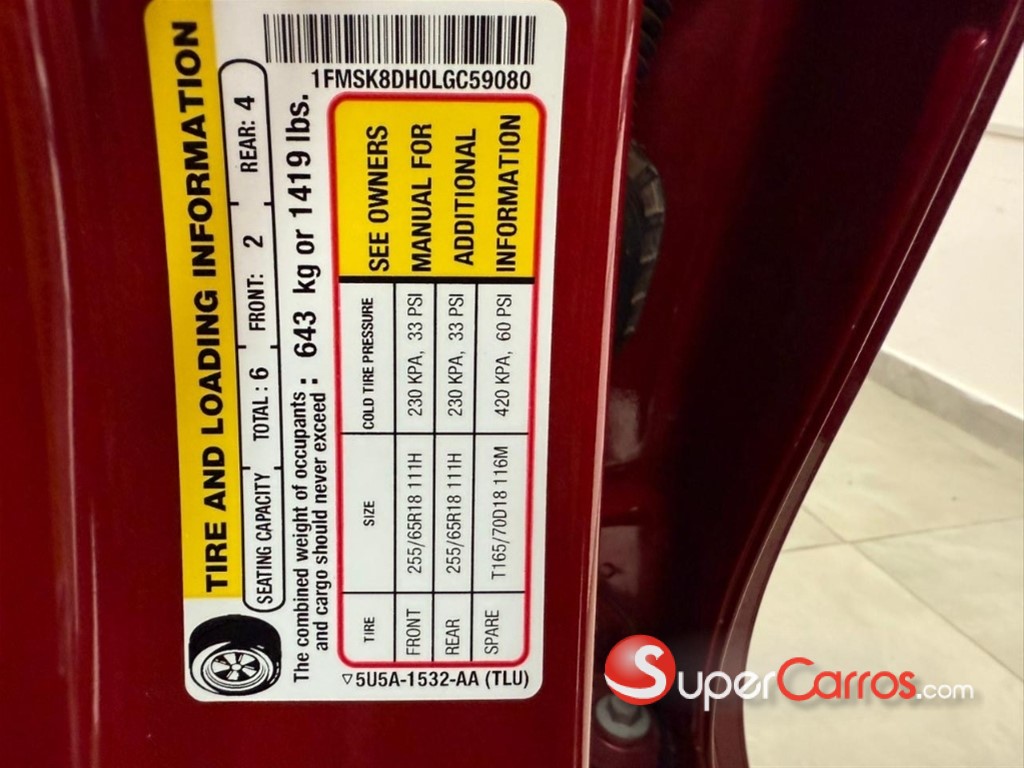 1FMSK8DH0LGC59080
TIRE AND LOADING INFORMATION
SEATING CAPACITY TOTAL : 6 FRONT: 2 REAR: 4
The combined weight of occupants and cargo should never exceed : 643 kg or 1419 lbs.
TIRE SIZE COLD TIRE PRESSURE
FRONT 255/65R18 111H 230 KPA, 33 PSI
REAR 255/65R18 111H 230 KPA, 33 PSI
SPARE T165/70D18 116M 420 KPA, 60 PSI
SEE OWNERS
MANUAL FOR
ADDITIONAL
INFORMATION
5U5A-1532-AA (TLU)
SuperCarros.com